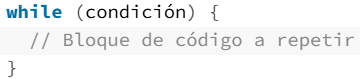 while (condición) {
  // Bloque de código a repetir
}